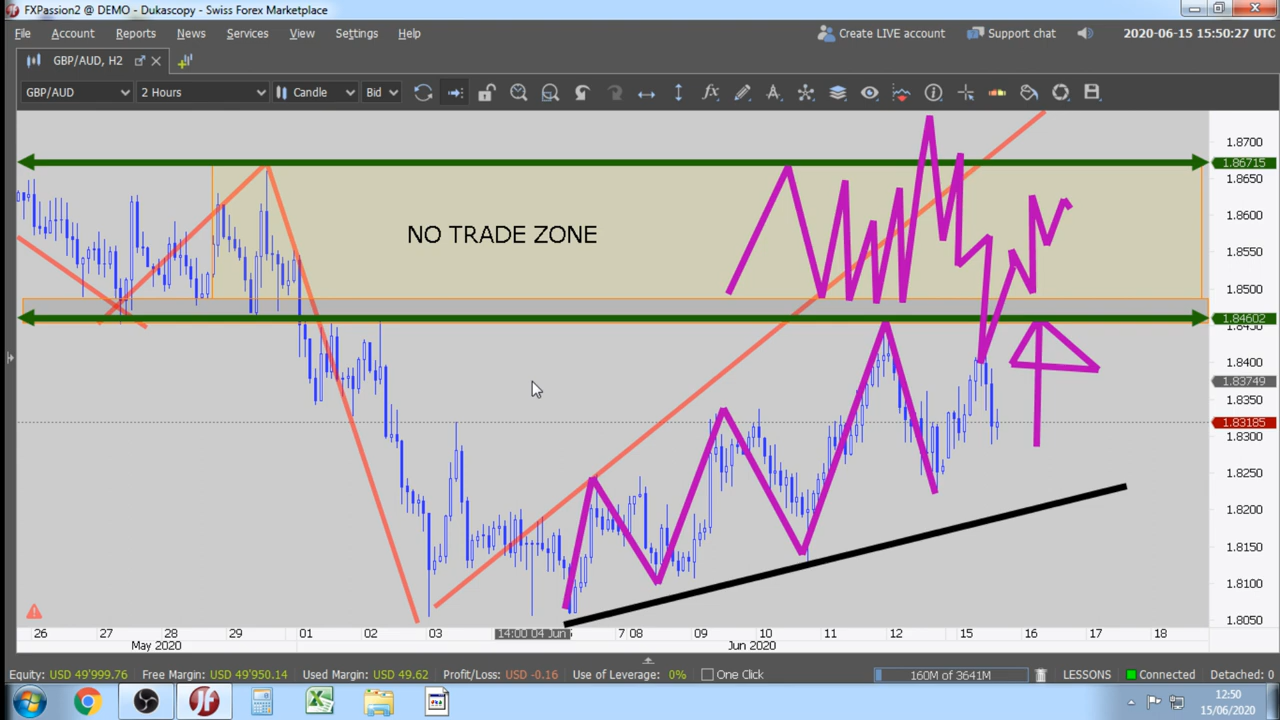 FXPassion2 @ DEMO - Dukascopy - Swiss Forex Marketplace
File Account Reports News Services View Settings Help Create LIVE account Support chat 2020-06-15 15:50:27 UTC
GBP/AUD, H2
GBP/AUD 2 Hours Candle Bid
NO TRADE ZONE
1.8700
1.86715
1.8650
1.8600
1.8550
1.8500
1.84602
1.8450
1.8400
1.83749
1.8350
1.83185
1.8300
1.8250
1.8200
1.8150
1.8100
1.8050
26 27 28 29 01 02 03 14:00 04 Jun 7 08 09 10 11 12 15 16 17 18
May 2020 Jun 2020
Equity: USD 49'999.76 Free Margin: USD 49'950.14 Used Margin: USD 49.62 Profit/Loss: USD -0.16 Use of Leverage: 0% One Click 160M of 3641M LESSONS Connected Detached: 0
12:50
15/06/2020